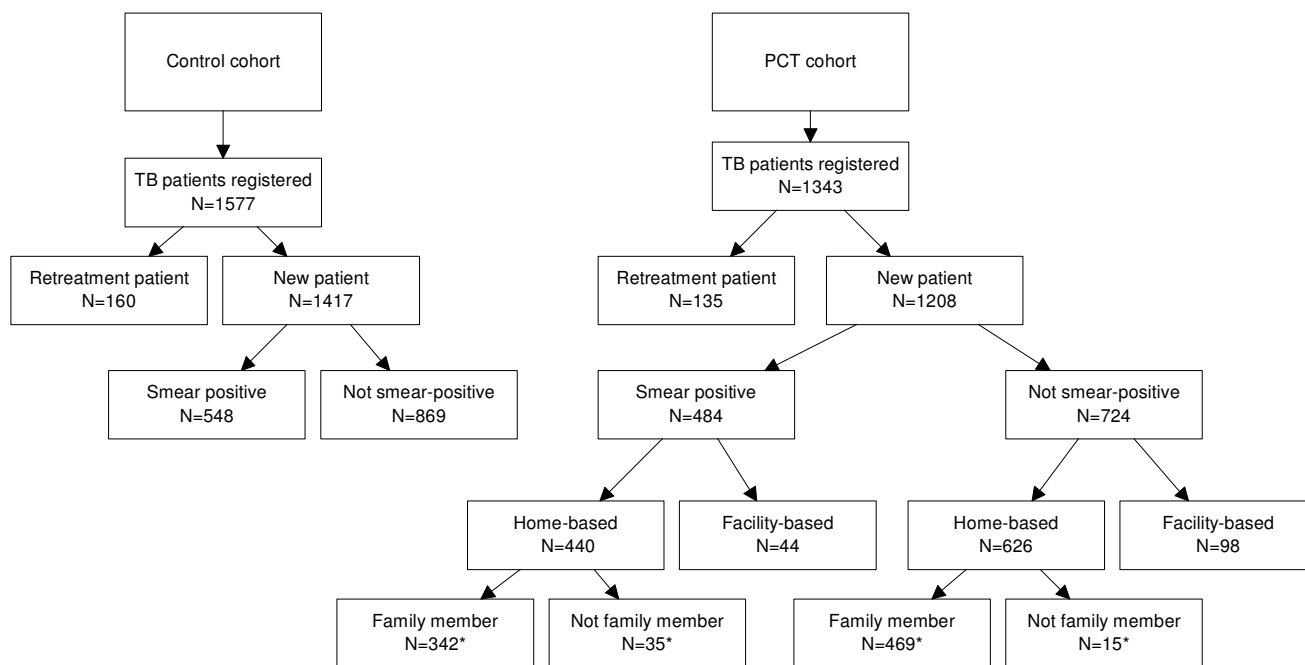 Control cohort
PCT cohort
TB patients registered
N=1577
TB patients registered
N=1343
Retreatment patient
N=160
New patient
N=1417
Retreatment patient
N=135
New patient
N=1208
Smear positive
N=548
Not smear-positive
N=869
Smear positive
N=484
Not smear-positive
N=724
Home-based
N=440
Facility-based
N=44
Home-based
N=626
Facility-based
N=98
Family member
N=342*
Not family member
N=35*
Family member
N=469*
Not family member
N=15*